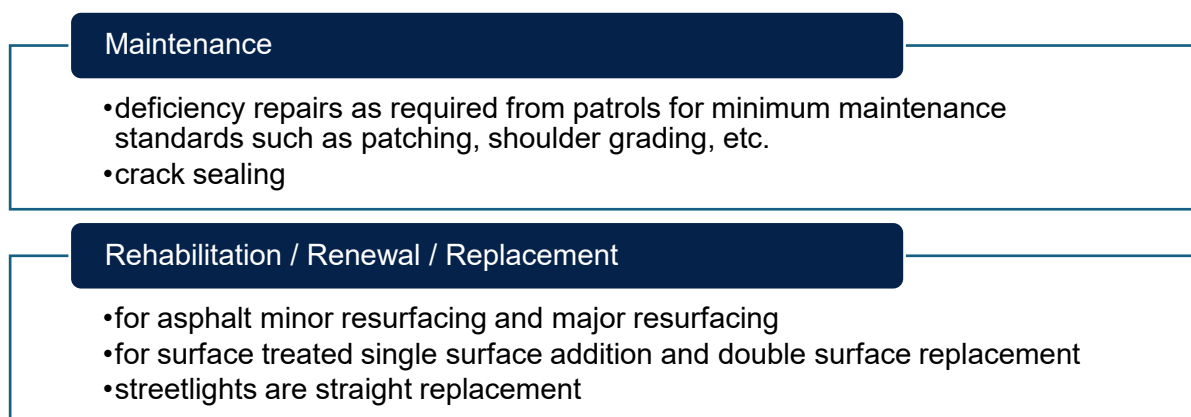 Maintenance
•deficiency repairs as required from patrols for minimum maintenance
standards such as patching, shoulder grading, etc.
•crack sealing
Rehabilitation / Renewal / Replacement
•for asphalt minor resurfacing and major resurfacing
•for surface treated single surface addition and double surface replacement
•streetlights are straight replacement